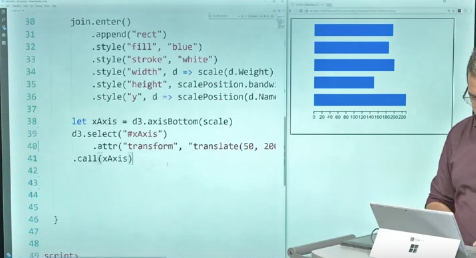 30 join.enter()
31 .append("rect")
32 .style("fill", "blue")
33 .style("stroke", "white")
34 .style("width", d => scale(d.Weight)
35 .style("height", scalePosition.bandw
36 .style("y", d => scalePosition(d.Name
37
38 let xAxis = d3.axisBottom(scale)
39 d3.select("#xAxis")
40 .attr("transform", "translate(50, 200
41 .call(xAxis)
42
43
44
45
46 }
47
48
49 script>
0 20 40 60 80 100 120 140 160 180 200 220